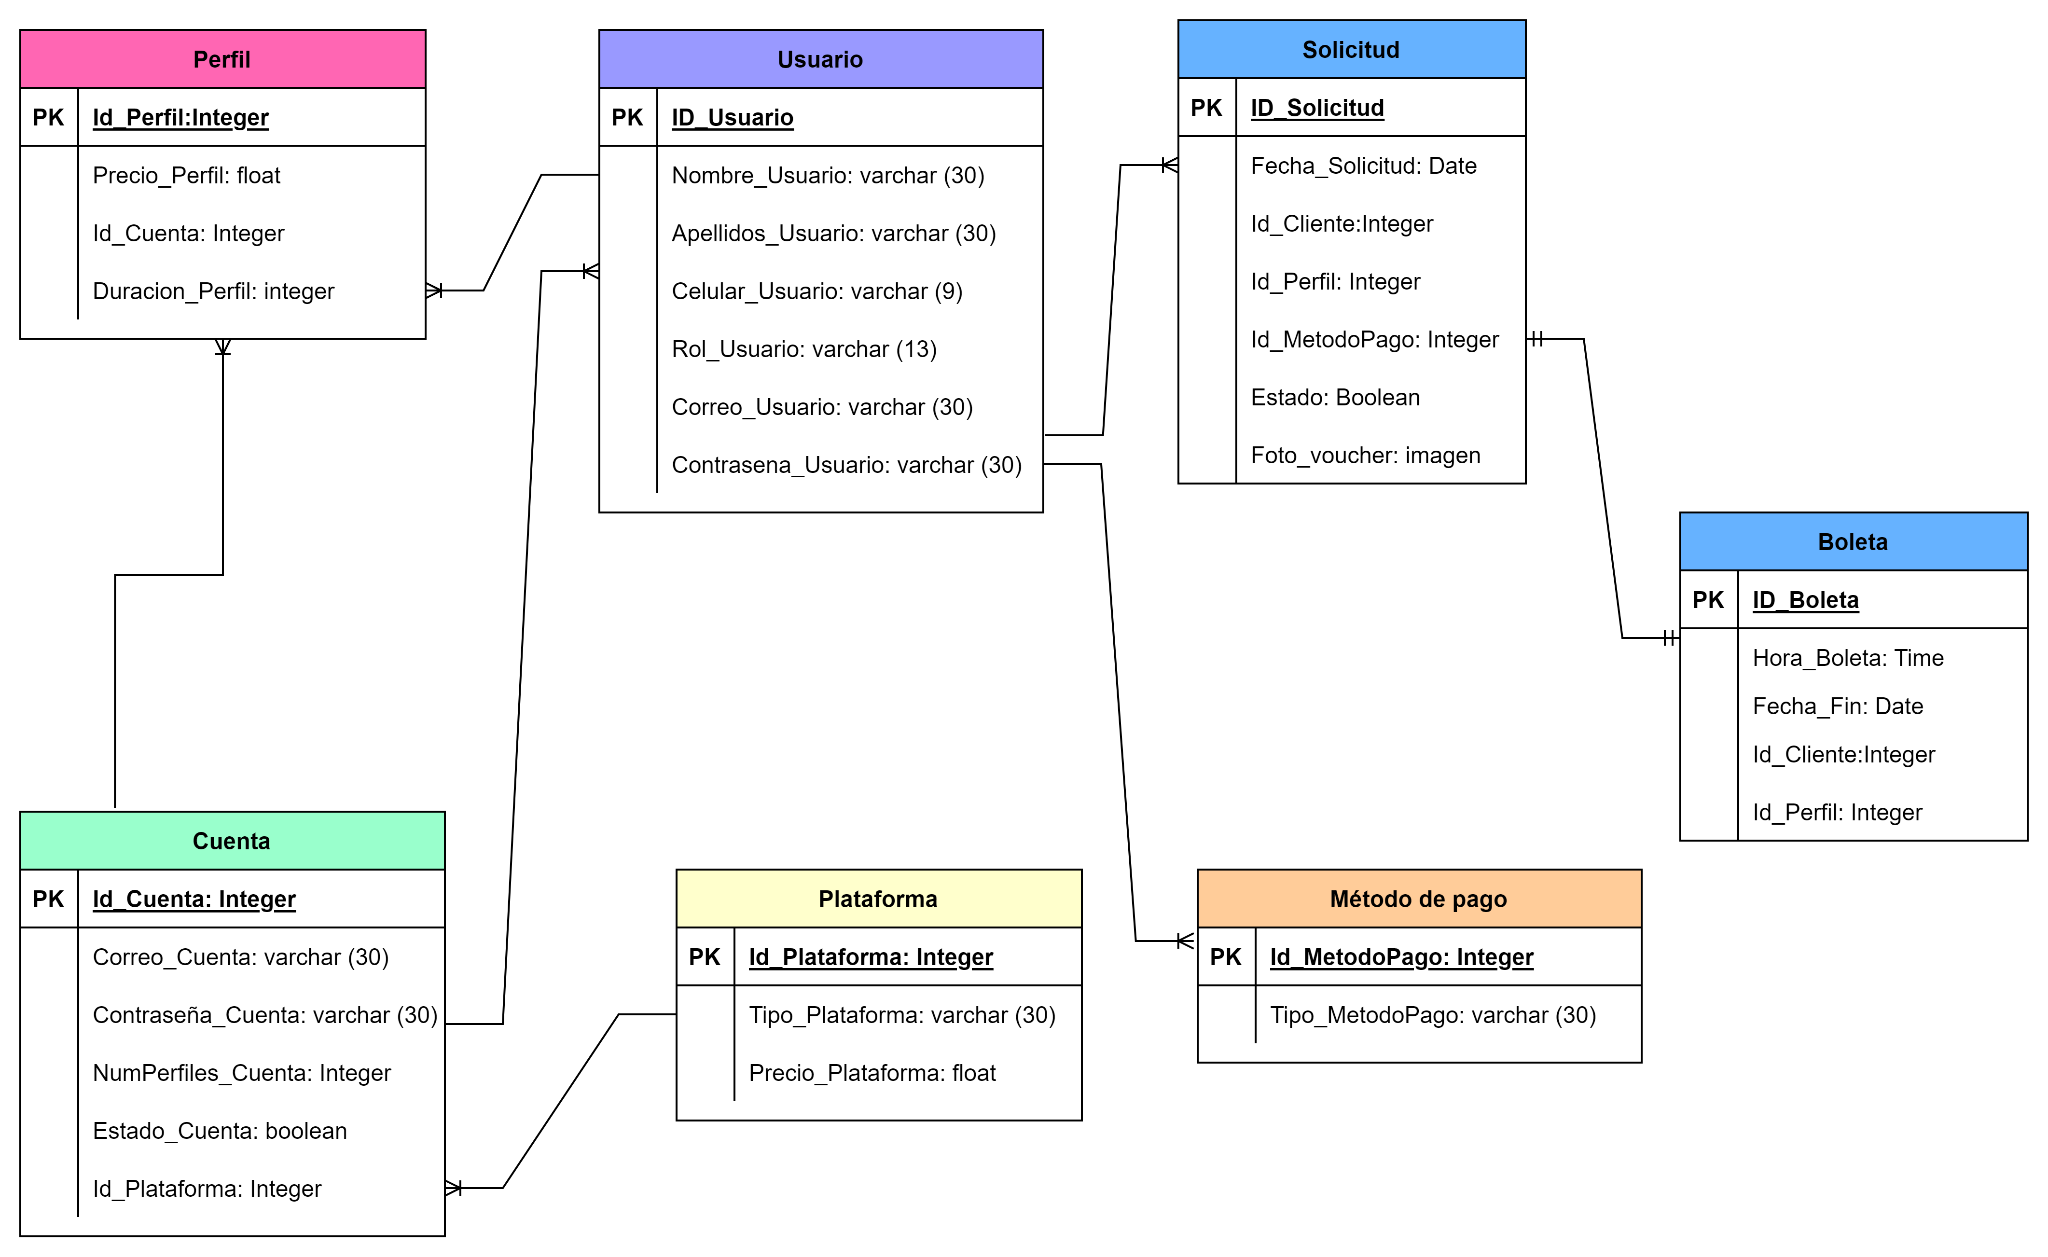 Perfil
PK Id_Perfil:Integer
Precio_Perfil: float
Id_Cuenta: Integer
Duracion_Perfil: integer
Usuario
PK ID_Usuario
Nombre_Usuario: varchar (30)
Apellidos_Usuario: varchar (30)
Celular_Usuario: varchar (9)
Rol_Usuario: varchar (13)
Correo_Usuario: varchar (30)
Contrasena_Usuario: varchar (30)
Solicitud
PK ID_Solicitud
Fecha_Solicitud: Date
Id_Cliente:Integer
Id_Perfil: Integer
Id_MetodoPago: Integer
Estado: Boolean
Foto_voucher: imagen
Boleta
PK ID_Boleta
Hora_Boleta: Time
Fecha_Fin: Date
Id_Cliente:Integer
Id_Perfil: Integer
Cuenta
PK Id_Cuenta: Integer
Correo_Cuenta: varchar (30)
Contraseña_Cuenta: varchar (30)
NumPerfiles_Cuenta: Integer
Estado_Cuenta: boolean
Id_Plataforma: Integer
Plataforma
PK Id_Plataforma: Integer
Tipo_Plataforma: varchar (30)
Precio_Plataforma: float
Método de pago
PK Id_MetodoPago: Integer
Tipo_MetodoPago: varchar (30)